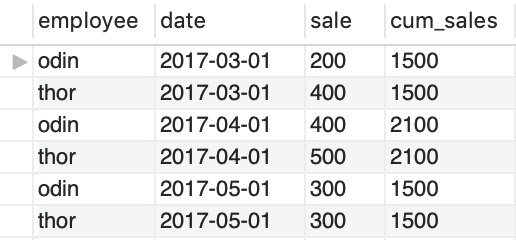 employee date sale cum_sales
odin 2017-03-01 200 1500
thor 2017-03-01 400 1500
odin 2017-04-01 400 2100
thor 2017-04-01 500 2100
odin 2017-05-01 300 1500
thor 2017-05-01 300 1500